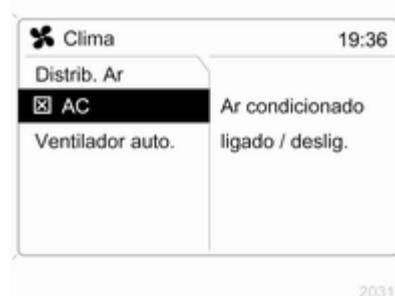 Clima 19:36
Distrib. Ar
AC
Ventilador auto.
Ar condicionado
ligado / deslig.
2031